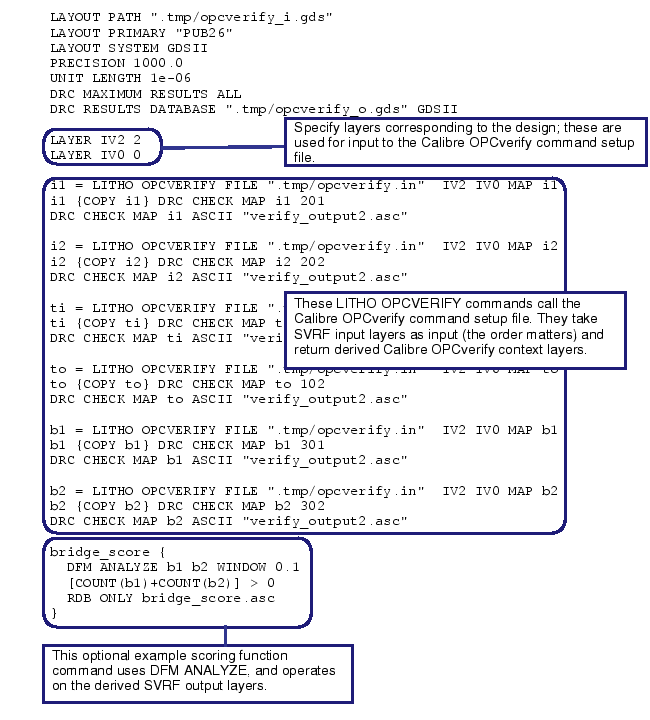 LAYOUT PATH ".tmp/opcverify_i.gds"
LAYOUT PRIMARY "PUB26"
LAYOUT SYSTEM GDSII
PRECISION 1000.0
UNIT LENGTH 1e-06
DRC MAXIMUM RESULTS ALL
DRC RESULTS DATABASE ".tmp/opcverify_o.gds" GDSII
LAYER IV2 2
LAYER IV0 0
Specify layers corresponding to the design; these are
used for input to the Calibre OPCverify command setup
file.
i1 = LITHO OPCVERIFY FILE ".tmp/opcverify.in" IV2 IV0 MAP i1
i1 {COPY i1} DRC CHECK MAP i1 201
DRC CHECK MAP i1 ASCII "verify_output2.asc"
i2 = LITHO OPCVERIFY FILE ".tmp/opcverify.in" IV2 IV0 MAP i2
i2 {COPY i2} DRC CHECK MAP i2 202
DRC CHECK MAP i2 ASCII "verify_output2.asc"
ti = LITHO OPCVERIFY FILE "
ti {COPY ti} DRC CHECK MAP t
DRC CHECK MAP ti ASCII "veri
These LITHO OPCVERIFY commands call the
Calibre OPCverify command setup file. They take
SVRF input layers as input (the order matters) and
return derived Calibre OPCverify context layers.
to = LITHO OPCVERIFY FILE ".tmp/opcverify.in" IV2 IV0 MAP to
to {COPY to} DRC CHECK MAP to 102
DRC CHECK MAP to ASCII "verify_output2.asc"
b1 = LITHO OPCVERIFY FILE ".tmp/opcverify.in" IV2 IV0 MAP b1
b1 {COPY b1} DRC CHECK MAP b1 301
DRC CHECK MAP b1 ASCII "verify_output2.asc"
b2 = LITHO OPCVERIFY FILE ".tmp/opcverify.in" IV2 IV0 MAP b2
b2 {COPY b2} DRC CHECK MAP b2 302
DRC CHECK MAP b2 ASCII "verify_output2.asc"
bridge_score {
DFM ANALYZE b1 b2 WINDOW 0.1
[COUNT(b1)+COUNT(b2)] > 0
RDB ONLY bridge_score.asc
}
This optional example scoring function
command uses DFM ANALYZE, and operates
on the derived SVRF output layers.